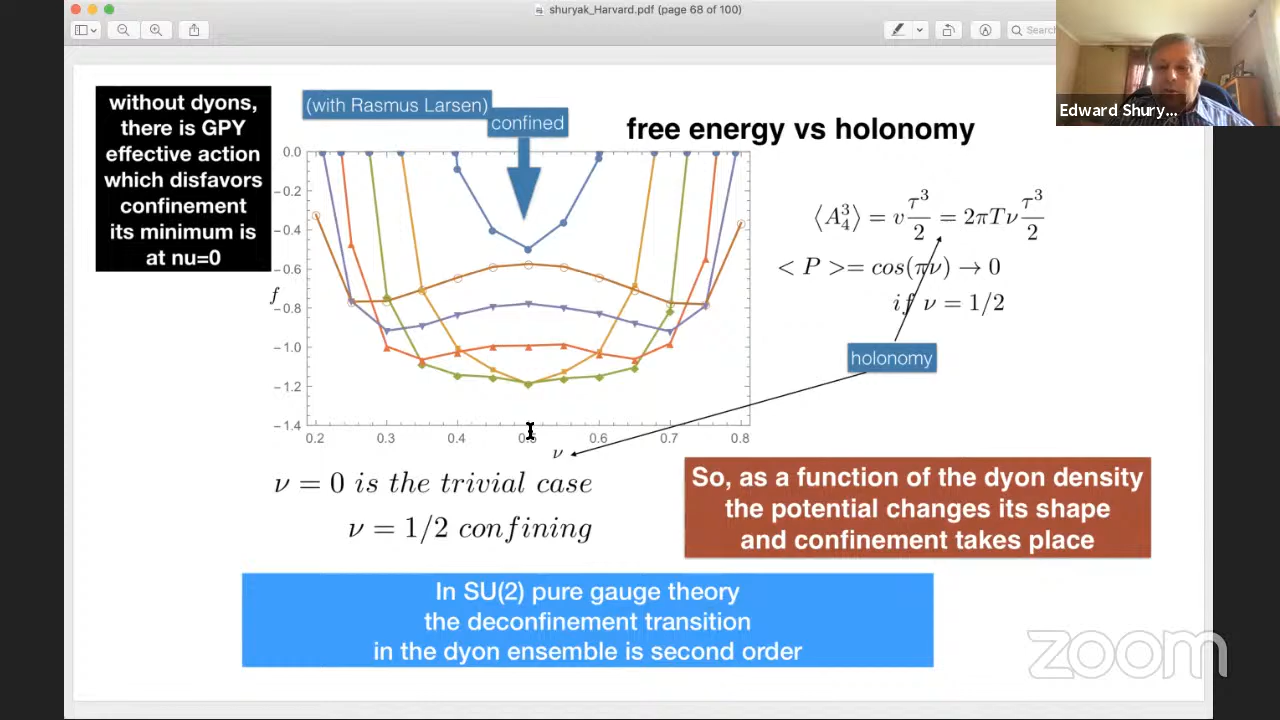 shuryak_Harvard.pdf (page 68 of 100)
Search
Edward Shury...
without dyons,
there is GPY
effective action
which disfavors
confinement
its minimum is
at nu=0
(with Rasmus Larsen)
confined
free energy vs holonomy
0.0
−0.2
−0.4
−0.6
−0.8
−1.0
−1.2
−1.4
f
0.2 0.3 0.4 0.5 0.6 0.7 0.8
ν
⟨A₄³⟩ = v τ³/2 = 2πTν τ³/2
< P >= cos(πν) → 0
if ν = 1/2
holonomy
ν = 0 is the trivial case
ν = 1/2 confining
So, as a function of the dyon density
the potential changes its shape
and confinement takes place
In SU(2) pure gauge theory
the deconfinement transition
in the dyon ensemble is second order
zoom